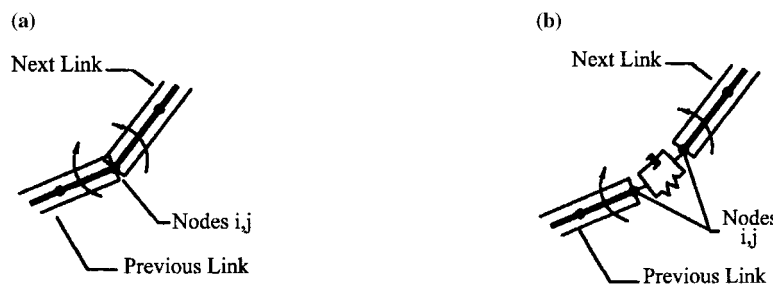 (a)
Next Link
Nodes i,j
Previous Link
(b)
Next Link
Nodes
i,j
Previous Link